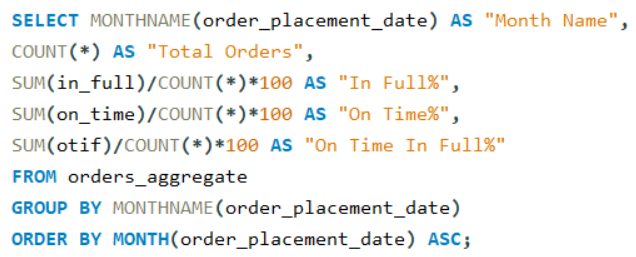 SELECT MONTHNAME(order_placement_date) AS "Month Name",
COUNT(*) AS "Total Orders",
SUM(in_full)/COUNT(*)*100 AS "In Full%",
SUM(on_time)/COUNT(*)*100 AS "On Time%",
SUM(otif)/COUNT(*)*100 AS "On Time In Full%"
FROM orders_aggregate
GROUP BY MONTHNAME(order_placement_date)
ORDER BY MONTH(order_placement_date) ASC;